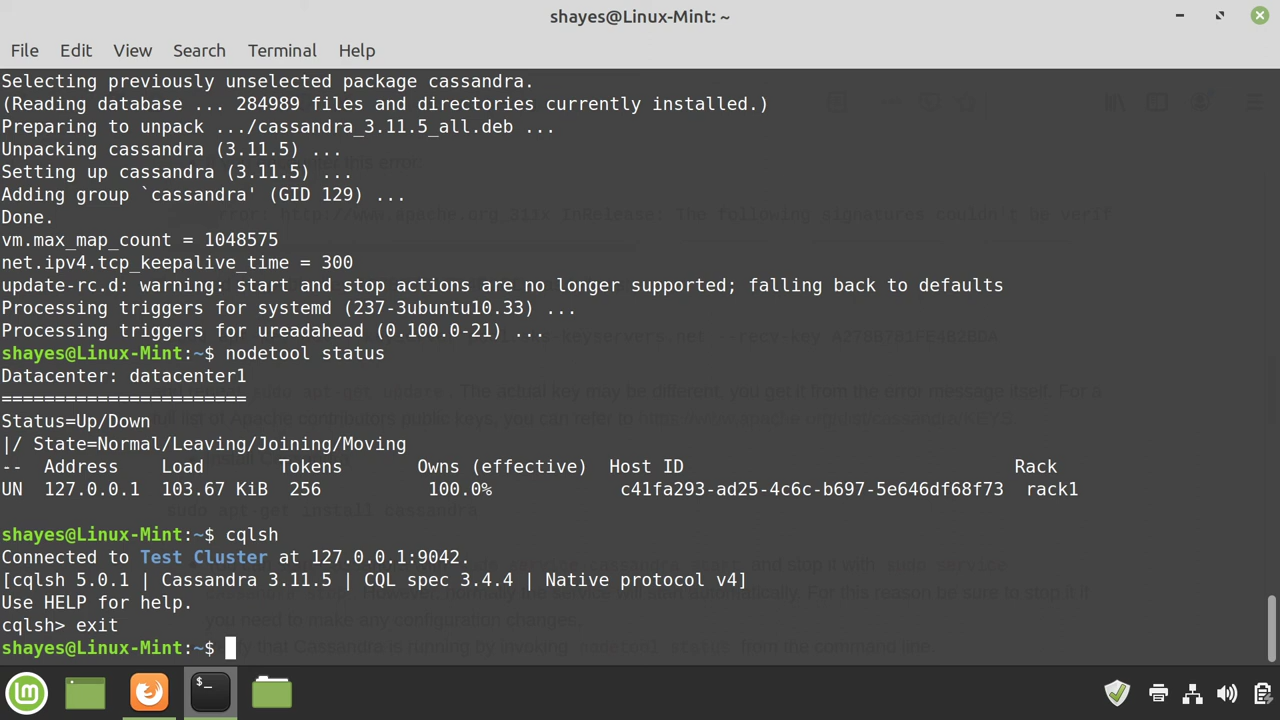 shayes@Linux-Mint: ~
File Edit View Search Terminal Help
Selecting previously unselected package cassandra.
(Reading database ... 284989 files and directories currently installed.)
Preparing to unpack .../cassandra_3.11.5_all.deb ...
Unpacking cassandra (3.11.5) ...
Setting up cassandra (3.11.5) ...
Adding group `cassandra' (GID 129) ...
Done.
vm.max_map_count = 1048575
net.ipv4.tcp_keepalive_time = 300
update-rc.d: warning: start and stop actions are no longer supported; falling back to defaults
Processing triggers for systemd (237-3ubuntu10.33) ...
Processing triggers for ureadahead (0.100.0-21) ...
shayes@Linux-Mint:~$ nodetool status
Datacenter: datacenter1
=======================
Status=Up/Down
|/ State=Normal/Leaving/Joining/Moving
-- Address Load Tokens Owns (effective) Host ID Rack
UN 127.0.0.1 103.67 KiB 256 100.0% c41fa293-ad25-4c6c-b697-5e646df68f73 rack1
shayes@Linux-Mint:~$ cqlsh
Connected to Test Cluster at 127.0.0.1:9042.
[cqlsh 5.0.1 | Cassandra 3.11.5 | CQL spec 3.4.4 | Native protocol v4]
Use HELP for help.
cqlsh> exit
shayes@Linux-Mint:~$